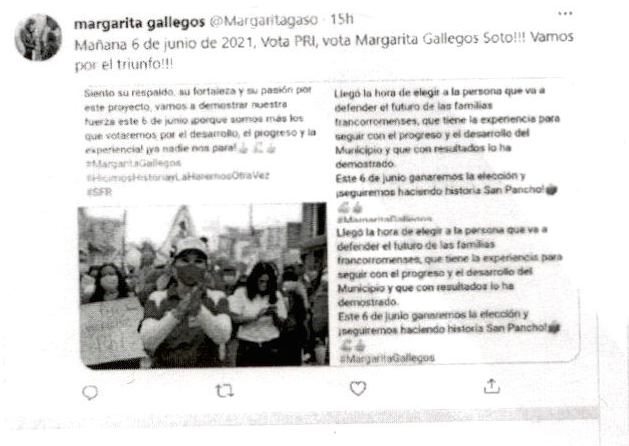 margarita gallegos @Margaritagaso · 15h
Mañana 6 de junio de 2021, Vota PRI, vota Margarita Gallegos Soto!!! Vamos
por el triunfo!!!
Siento su respaldo, su fortaleza y su pasión por
este proyecto, vamos a demostrar nuestra
fuerza este 6 de junio ¡porque somos más los
que votaremos por el desarrollo, el progreso y la
experiencia! ¡ya nadie nos para!
#MargaritaGallegos
#HicimosHistoriayLaHaremosOtraVez
#SFR
Llegó la hora de elegir a la persona que va a
defender el futuro de las familias
francorromenses, que tiene la experiencia para
seguir con el progreso y el desarrollo del
Municipio y que con resultados lo ha
demostrado.
Este 6 de junio ganaremos la elección y
¡seguiremos haciendo historia San Pancho!
#MargaritaGallegos
Llegó la hora de elegir a la persona que va a
defender el futuro de las familias
francorromenses, que tiene la experiencia para
seguir con el progreso y el desarrollo del
Municipio y que con resultados lo ha
demostrado.
Este 6 de junio ganaremos la elección y
¡seguiremos haciendo historia San Pancho!
#MargaritaGallegos